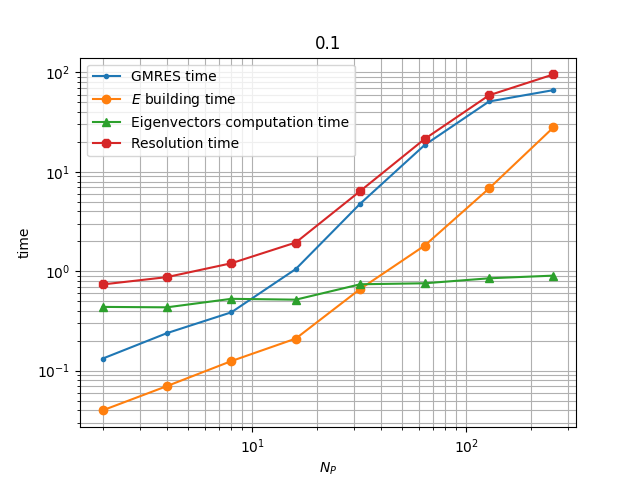 0.1
GMRES time
E building time
Eigenvectors computation time
Resolution time
time
10²
10¹
10⁰
10⁻¹
10¹
10²
N_P